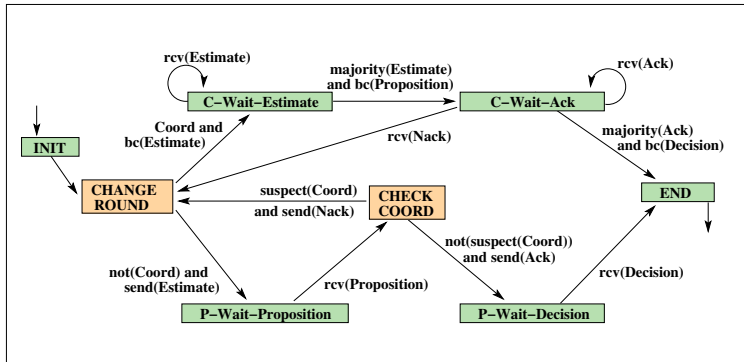 rcv(Estimate)
rcv(Ack)
majority(Estimate)
and bc(Proposition)
C-Wait-Estimate
C-Wait-Ack
Coord and
bc(Estimate)
rcv(Nack)
majority(Ack)
and bc(Decision)
INIT
CHANGE
ROUND
suspect(Coord)
and send(Nack)
CHECK
COORD
END
not(Coord) and
send(Estimate)
rcv(Proposition)
not(suspect(Coord))
and send(Ack)
rcv(Decision)
P-Wait-Proposition
P-Wait-Decision